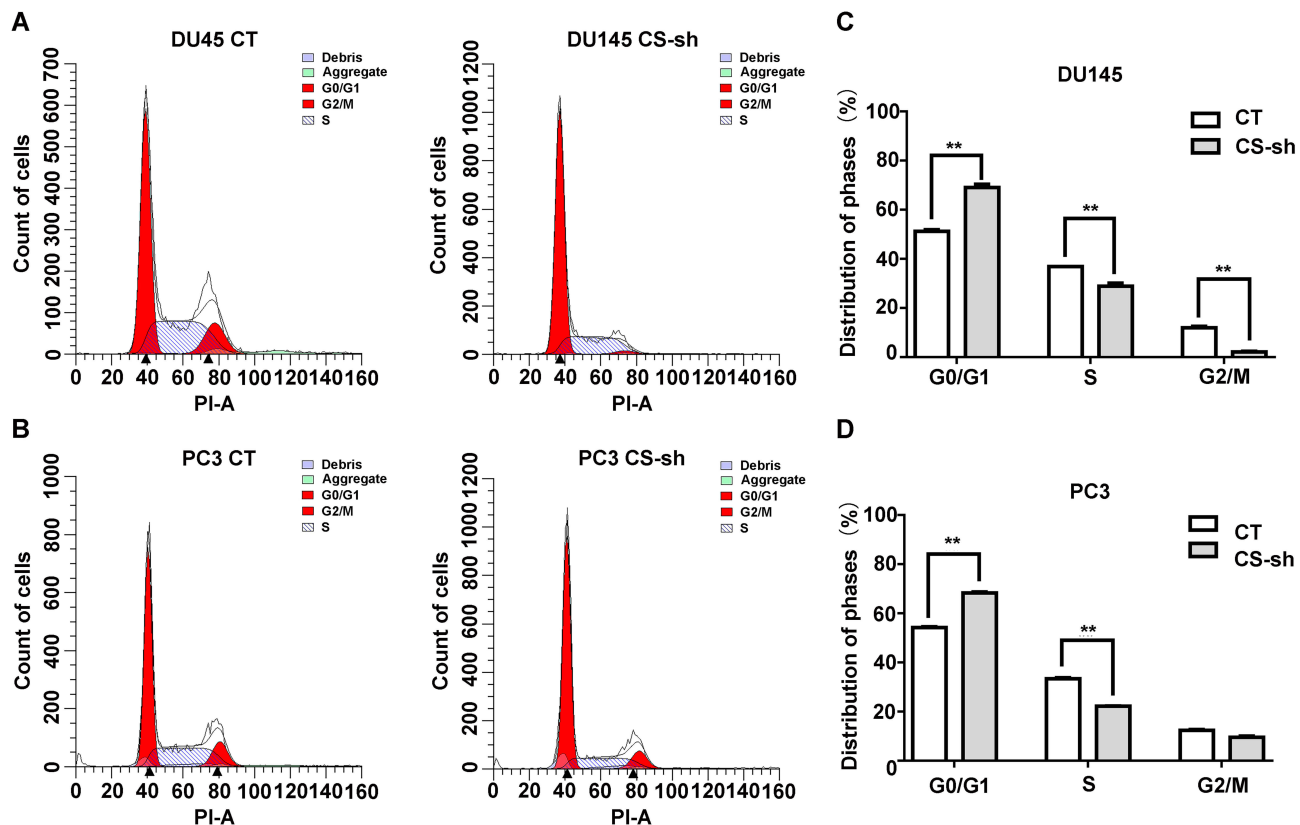 A
DU45 CT
Debris
Aggregate
G0/G1
G2/M
S
Count of cells
0 100 200 300 400 500 600 700
0 20 40 60 80 100 120 140 160
PI-A
DU145 CS-sh
Debris
Aggregate
G0/G1
G2/M
S
Count of cells
0 200 400 600 800 1000 1200
0 20 40 60 80 100 120 140 160
PI-A
C
DU145
CT
CS-sh
Distribution of phases (%)
100
80
60
40
20
0
** ** **
G0/G1 S G2/M
B
PC3 CT
Debris
Aggregate
G0/G1
G2/M
S
Count of cells
0 200 400 600 800 1000
0 20 40 60 80 100 120 140 160
PI-A
PC3 CS-sh
Debris
Aggregate
G0/G1
G2/M
S
Count of cells
0 200 400 600 800 1000 1200
0 20 40 60 80 100 120 140 160
PI-A
D
PC3
CT
CS-sh
Distribution of phases (%)
100
80
60
40
20
0
** **
G0/G1 S G2/M